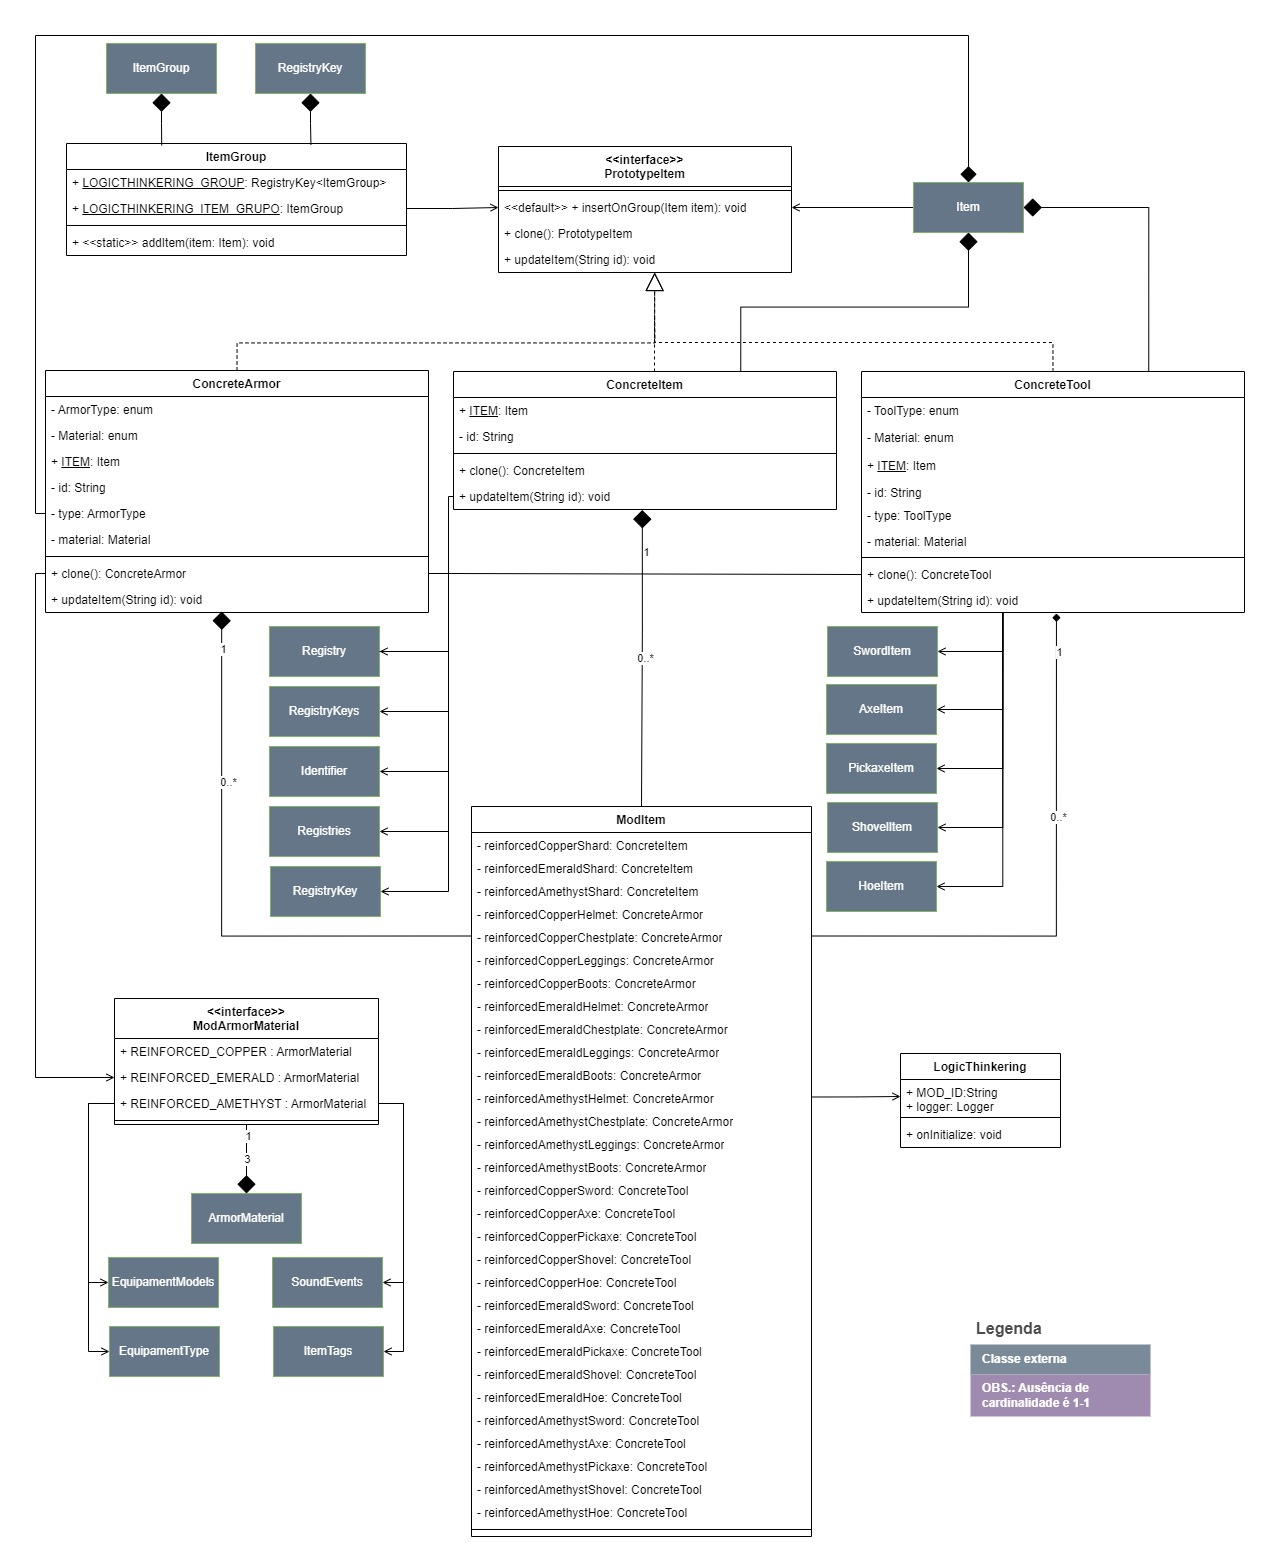 ItemGroup
RegistryKey
ItemGroup
+ LOGICTHINKERING_GROUP: RegistryKey<ItemGroup>
+ LOGICTHINKERING_ITEM_GRUPO: ItemGroup
+ <<static>> addItem(item: Item): void
<<interface>>
PrototypeItem
<<default>> + insertOnGroup(Item item): void
+ clone(): PrototypeItem
+ updateItem(String id): void
Item
ConcreteArmor
- ArmorType: enum
- Material: enum
+ ITEM: Item
- id: String
- type: ArmorType
- material: Material
+ clone(): ConcreteArmor
+ updateItem(String id): void
ConcreteItem
+ ITEM: Item
- id: String
+ clone(): ConcreteItem
+ updateItem(String id): void
ConcreteTool
- ToolType: enum
- Material: enum
+ ITEM: Item
- id: String
- type: ToolType
- material: Material
+ clone(): ConcreteTool
+ updateItem(String id): void
1
0..*
1
0..*
1
0..*
Registry
RegistryKeys
Identifier
Registries
RegistryKey
SwordItem
AxeItem
PickaxeItem
ShovelItem
HoeItem
ModItem
- reinforcedCopperShard: ConcreteItem
- reinforcedEmeraldShard: ConcreteItem
- reinforcedAmethystShard: ConcreteItem
- reinforcedCopperHelmet: ConcreteArmor
- reinforcedCopperChestplate: ConcreteArmor
- reinforcedCopperLeggings: ConcreteArmor
- reinforcedCopperBoots: ConcreteArmor
- reinforcedEmeraldHelmet: ConcreteArmor
- reinforcedEmeraldChestplate: ConcreteArmor
- reinforcedEmeraldLeggings: ConcreteArmor
- reinforcedEmeraldBoots: ConcreteArmor
- reinforcedAmethystHelmet: ConcreteArmor
- reinforcedAmethystChestplate: ConcreteArmor
- reinforcedAmethystLeggings: ConcreteArmor
- reinforcedAmethystBoots: ConcreteArmor
- reinforcedCopperSword: ConcreteTool
- reinforcedCopperAxe: ConcreteTool
- reinforcedCopperPickaxe: ConcreteTool
- reinforcedCopperShovel: ConcreteTool
- reinforcedCopperHoe: ConcreteTool
- reinforcedEmeraldSword: ConcreteTool
- reinforcedEmeraldAxe: ConcreteTool
- reinforcedEmeraldPickaxe: ConcreteTool
- reinforcedEmeraldShovel: ConcreteTool
- reinforcedEmeraldHoe: ConcreteTool
- reinforcedAmethystSword: ConcreteTool
- reinforcedAmethystAxe: ConcreteTool
- reinforcedAmethystPickaxe: ConcreteTool
- reinforcedAmethystShovel: ConcreteTool
- reinforcedAmethystHoe: ConcreteTool
<<interface>>
ModArmorMaterial
+ REINFORCED_COPPER : ArmorMaterial
+ REINFORCED_EMERALD : ArmorMaterial
+ REINFORCED_AMETHYST : ArmorMaterial
1
3
ArmorMaterial
EquipamentModels
SoundEvents
EquipamentType
ItemTags
LogicThinkering
+ MOD_ID:String
+ logger: Logger
+ onInitialize: void
Legenda
Classe externa
OBS.: Ausência de
cardinalidade é 1-1